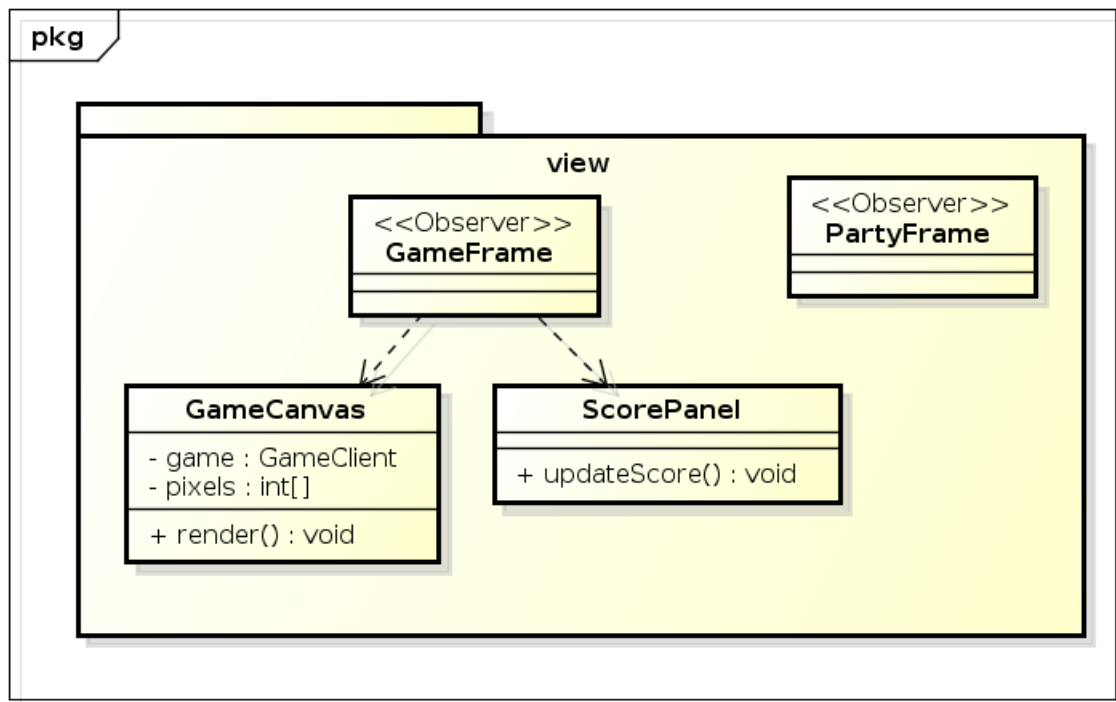 pkg
view
<<Observer>>
GameFrame
<<Observer>>
PartyFrame
GameCanvas
- game : GameClient
- pixels : int[]
+ render() : void
ScorePanel
+ updateScore() : void